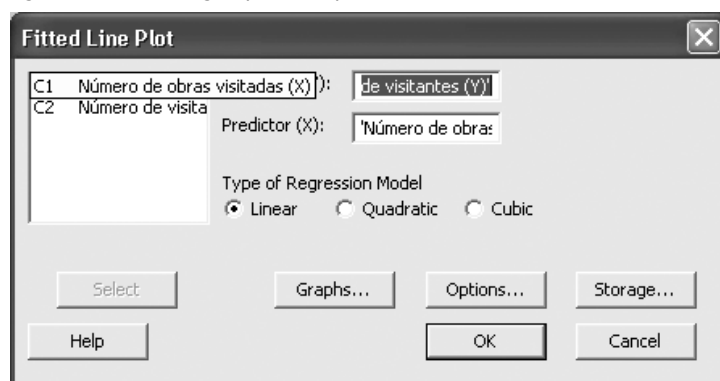 Fitted Line Plot
C1 Número de obras visitadas (X) '):
de visitantes (Y)'
C2 Número de visita
Predictor (X):
'Número de obras
Type of Regression Model
Linear Quadratic Cubic
Select Graphs... Options... Storage...
Help OK Cancel